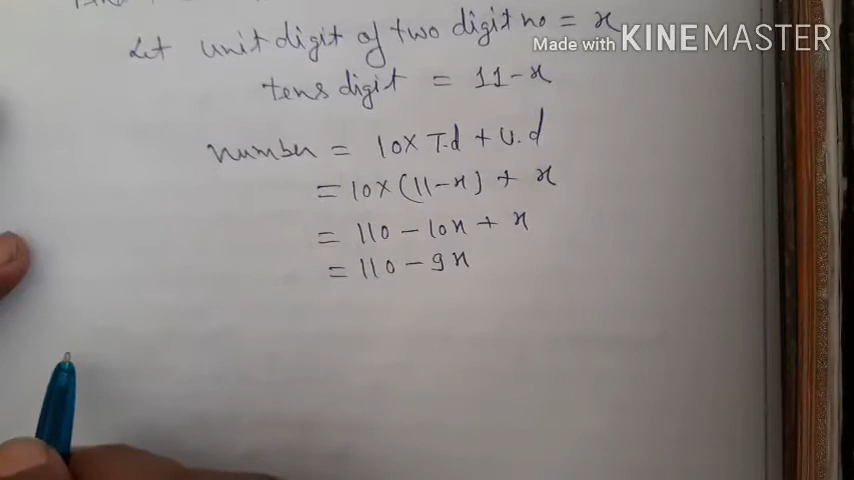 Let unit digit of two digit no = x
Made with KINEMASTER
tens digit = 11-x
number = 10× T.d + U.d
= 10×(11-x) + x
= 110 - 10x + x
= 110 - 9x